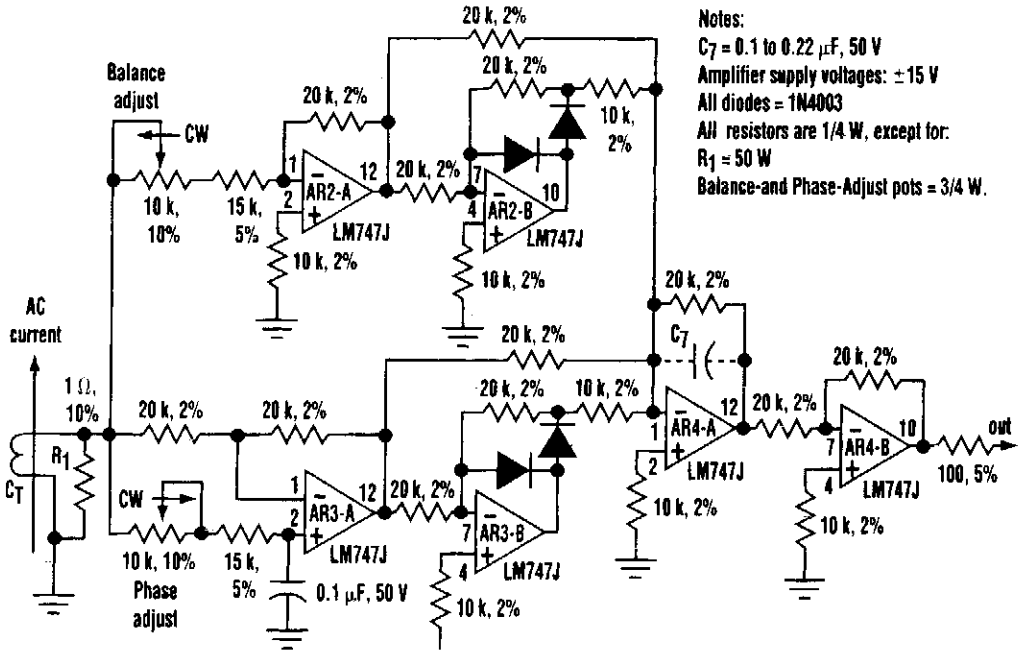 20 k, 2%
Notes:
C7 = 0.1 to 0.22 μF, 50 V
Amplifier supply voltages: ±15 V
All diodes = 1N4003
All resistors are 1/4 W, except for:
R1 = 50 W
Balance-and Phase-Adjust pots = 3/4 W.
Balance
adjust
CW
20 k, 2%
20 k, 2%
10 k,
2%
10 k,
10%
15 k,
5%
1
2
12
AR2-A
LM747J
10 k, 2%
20 k, 2%
7
4
10
AR2-B
LM747J
10 k, 2%
AC
current
1 Ω,
10%
R1
CT
20 k, 2%
20 k, 2%
20 k, 2%
CW
10 k, 10%
Phase
adjust
15 k,
5%
0.1 μF, 50 V
1
2
12
AR3-A
LM747J
20 k, 2%
20 k, 2%
10 k, 2%
7
4
AR3-B
LM747J
10 k, 2%
20 k, 2%
C7
1
2
12
AR4-A
LM747J
10 k, 2%
20 k, 2%
20 k, 2%
7
4
10
AR4-B
LM747J
10 k, 2%
out
100, 5%